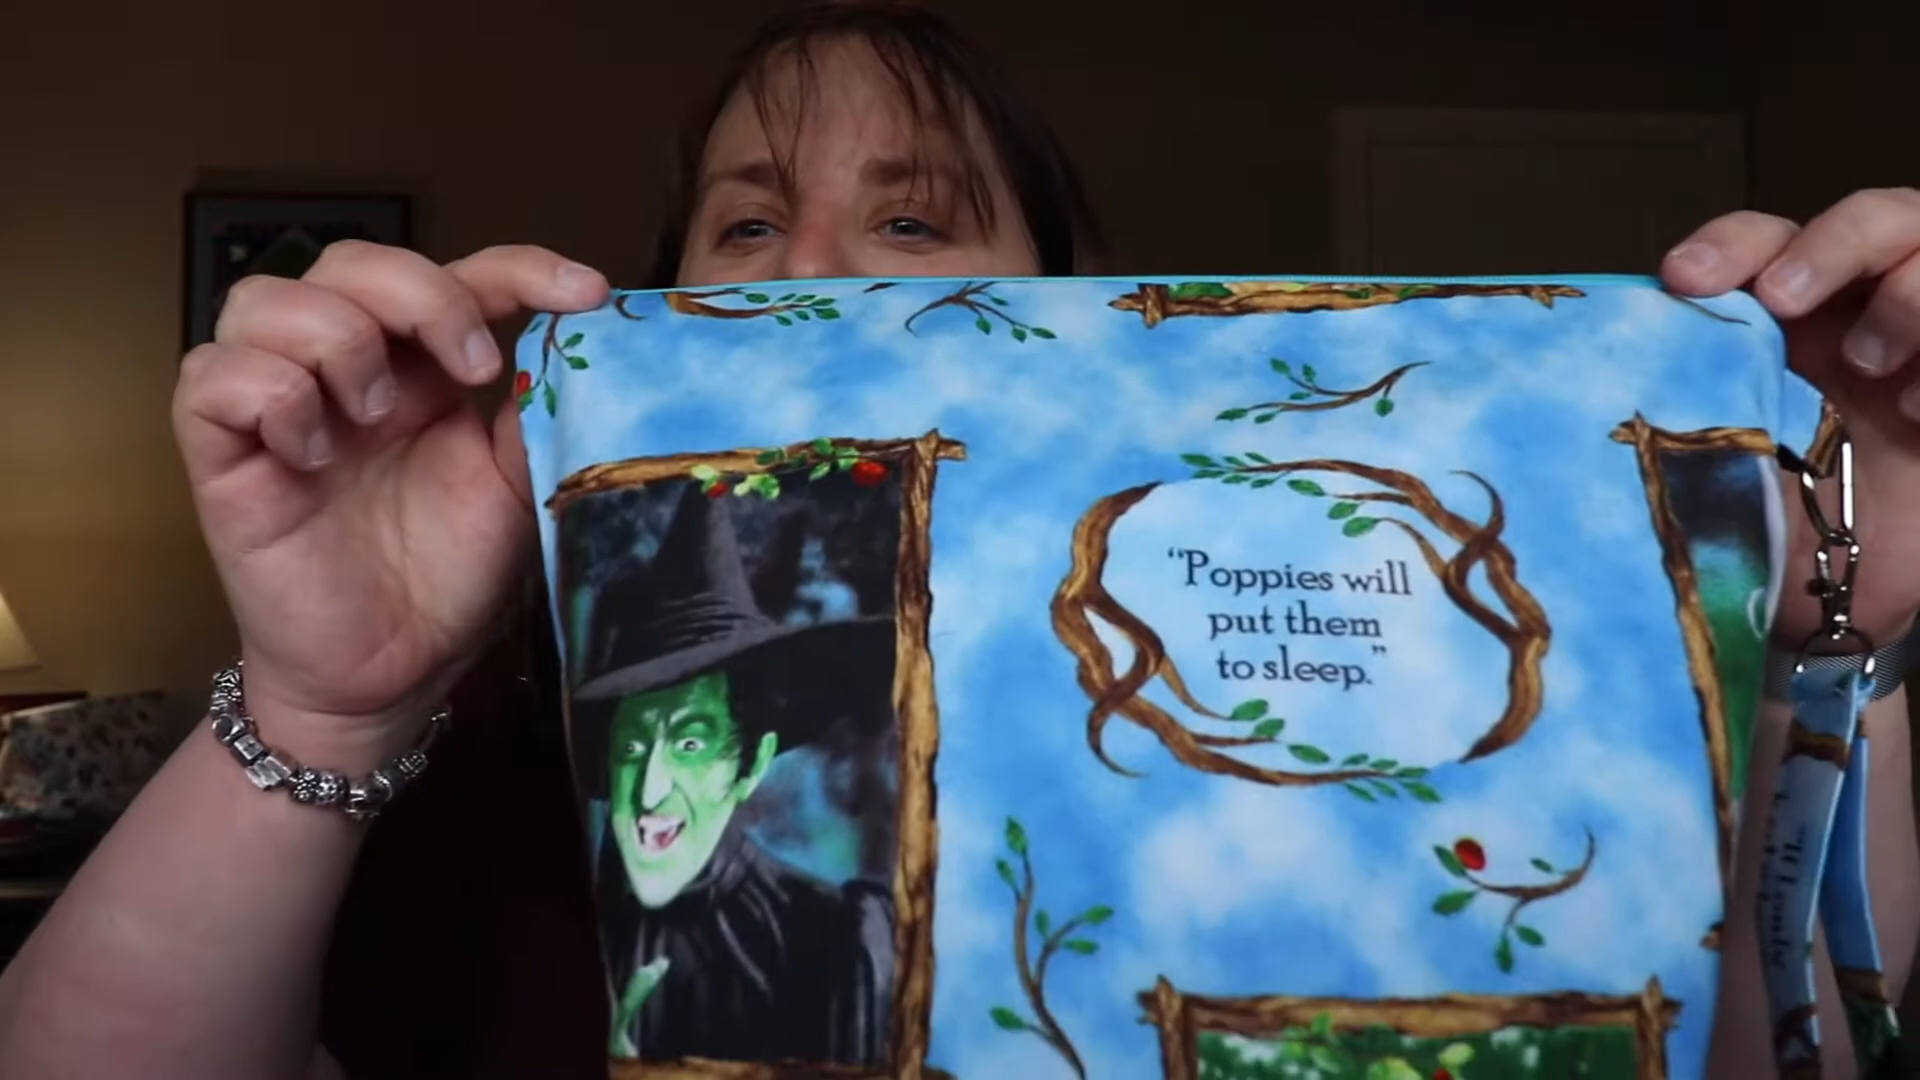 “Poppies will
put them
to sleep.”